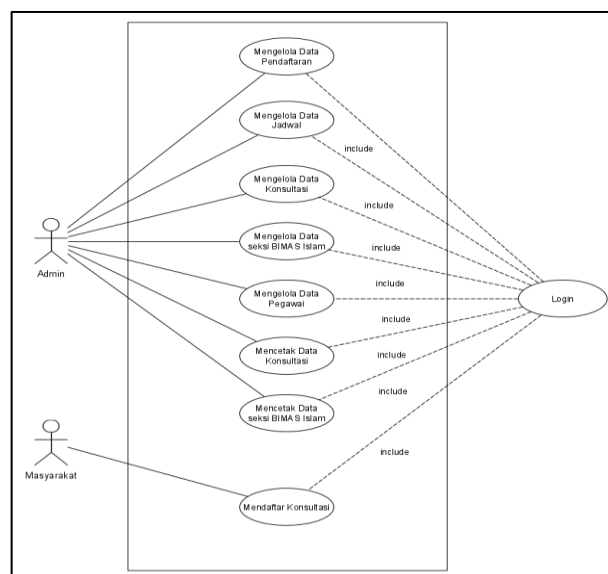 Mengelola Data
Pendaftaran
Mengelola Data
Jadwal
include
Mengelola Data
Konsultasi
include
Mengelola Data
seksi BIMAS Islam
include
Admin
Mengelola Data
Pegawai
include
Login
include
Mencetak Data
Konsultasi
include
Mencetak Data
seksi BIMAS Islam
include
include
Masyarakat
Mendaftar Konsultasi